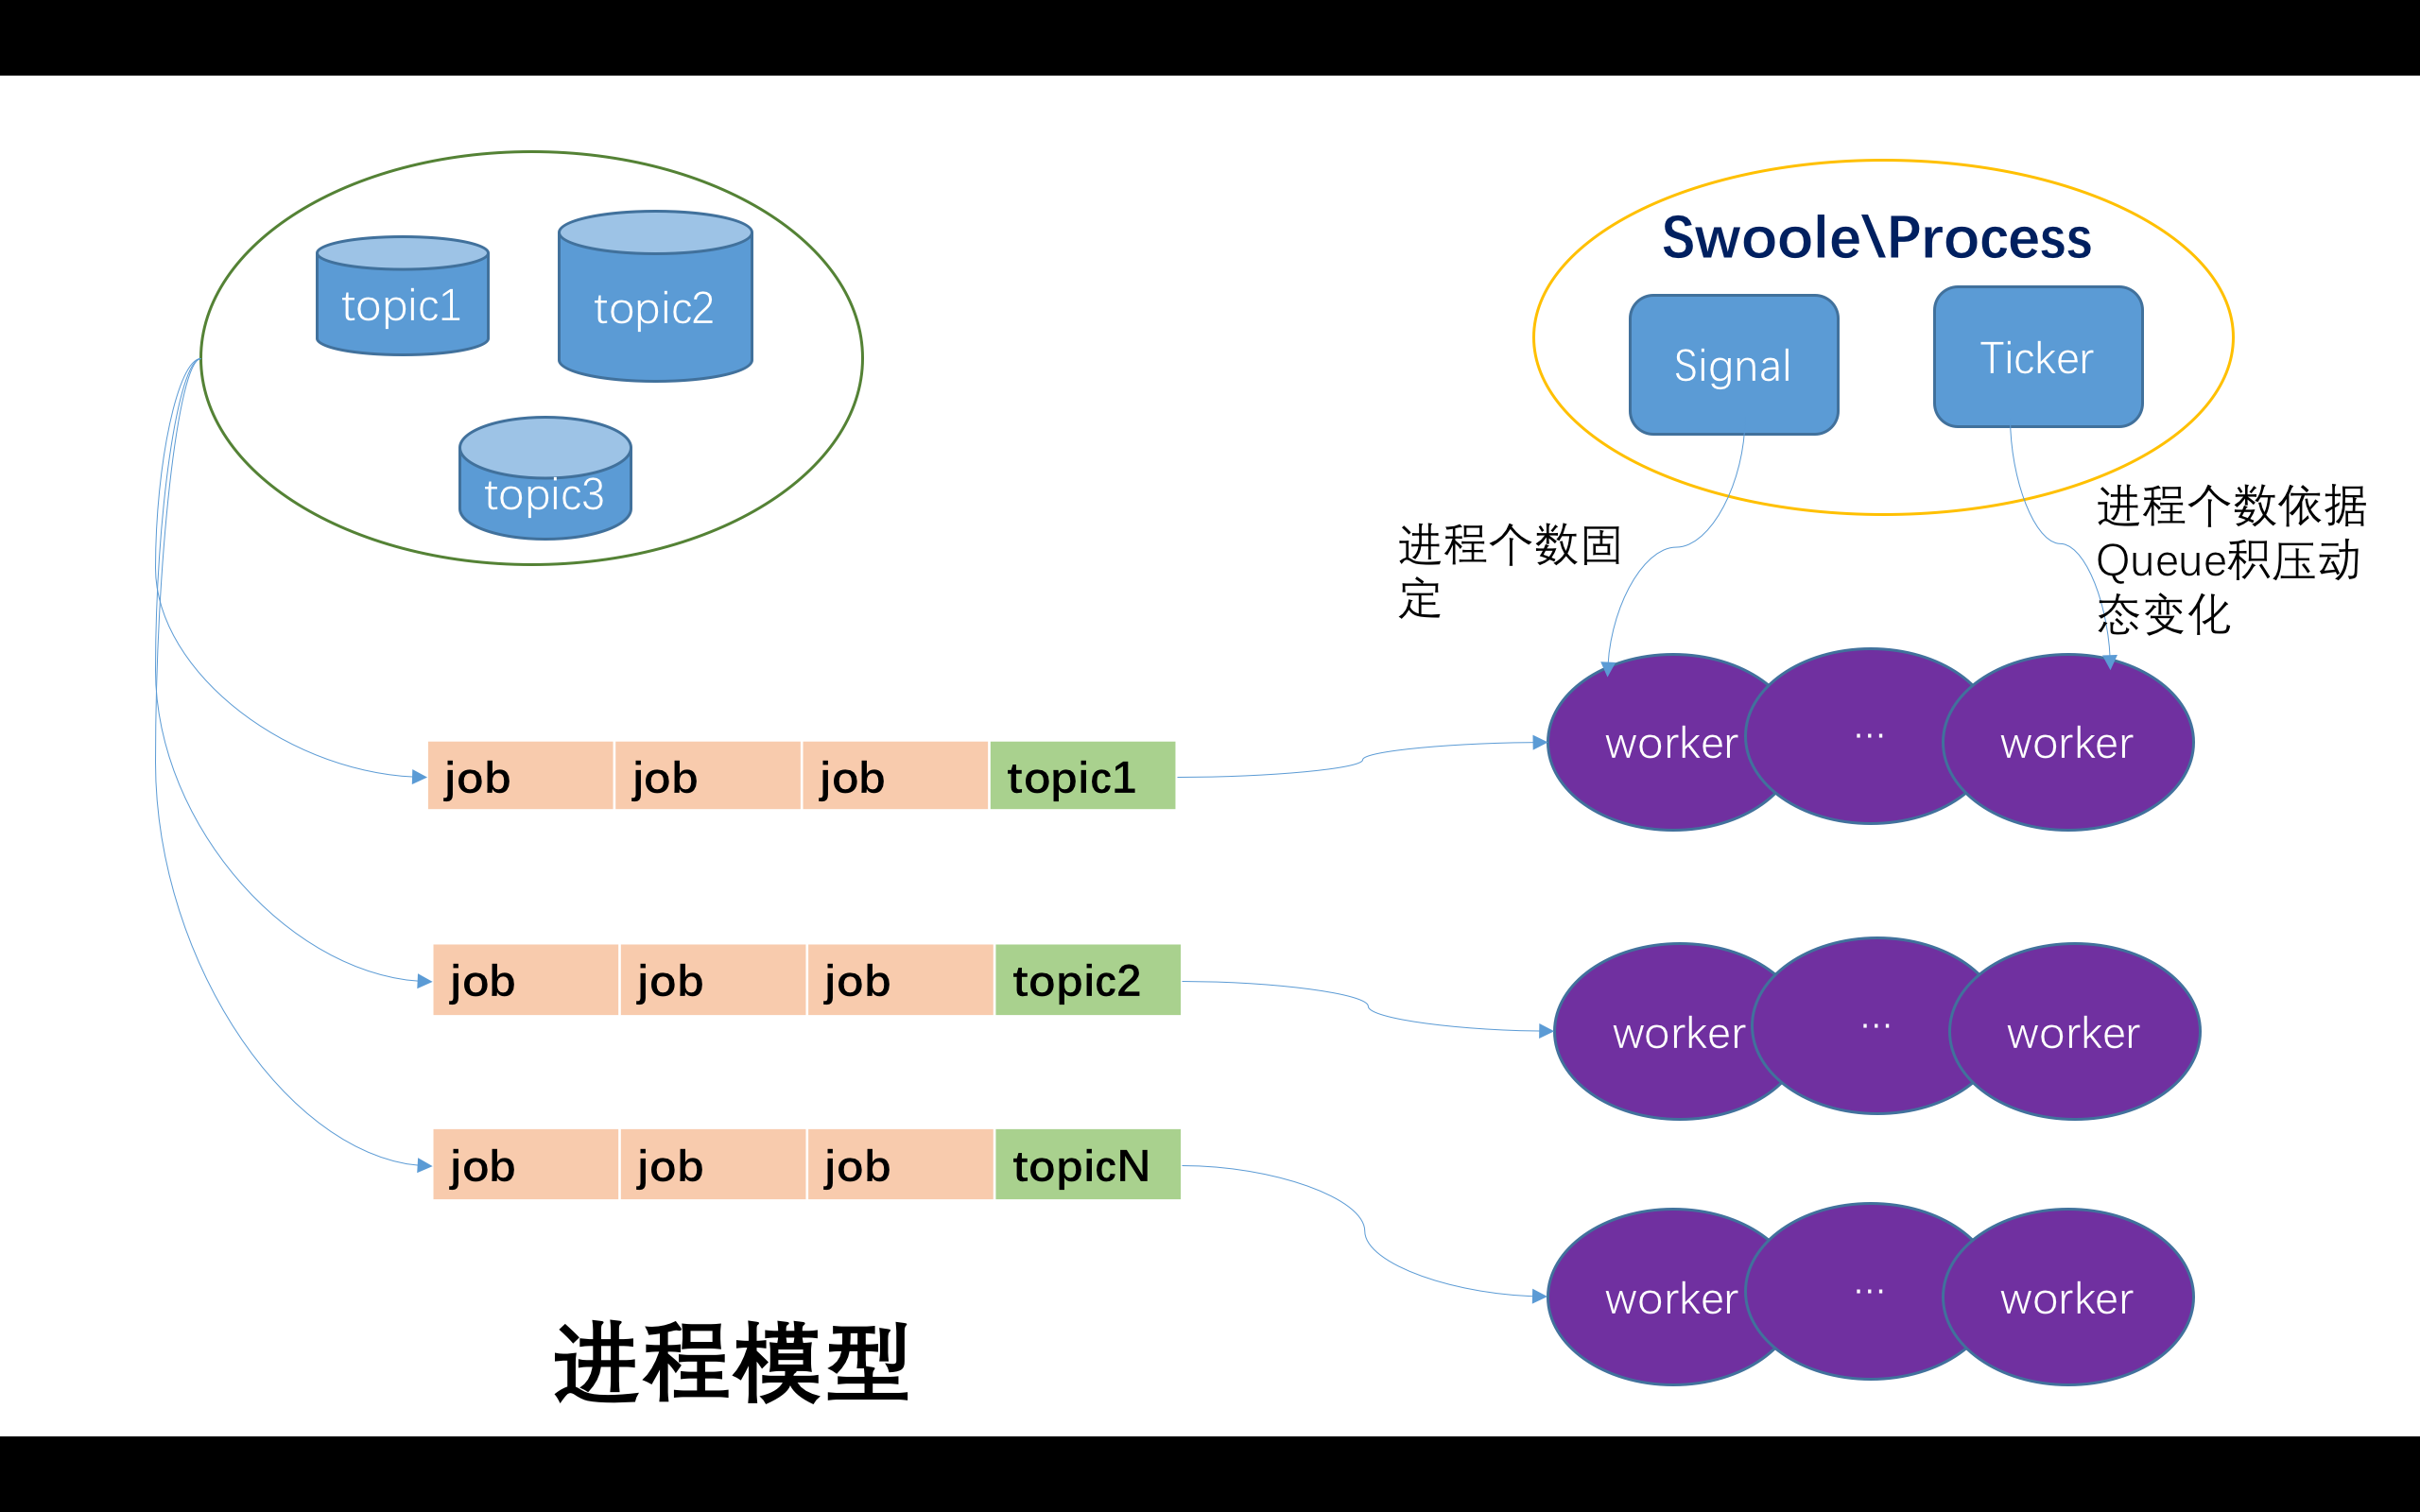 topic1
topic2
topic3
Swoole\Process
Signal
Ticker
进程个数固
定
进程个数依据
Queue积压动
态变化
job job job topic1
worker ... worker
job job job topic2
worker ... worker
job job job topicN
worker ... worker
进程模型